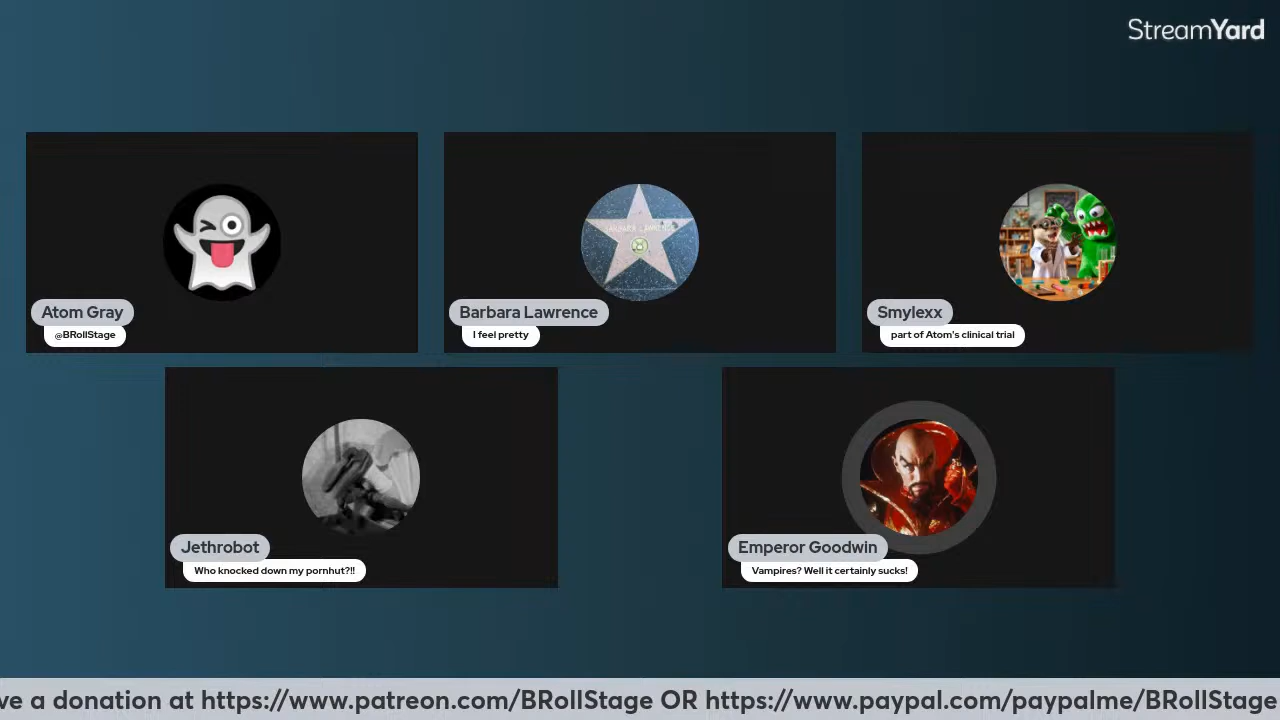 StreamYard
Atom Gray
@BRollStage
BARBARA LAWRENCE
Barbara Lawrence
I feel pretty
Smylexx
part of Atom's clinical trial
Jethrobot
Who knocked down my pornhut?!!
Emperor Goodwin
Vampires? Well it certainly sucks!
ve a donation at https://www.patreon.com/BRollStage OR https://www.paypal.com/paypalme/BRollStage